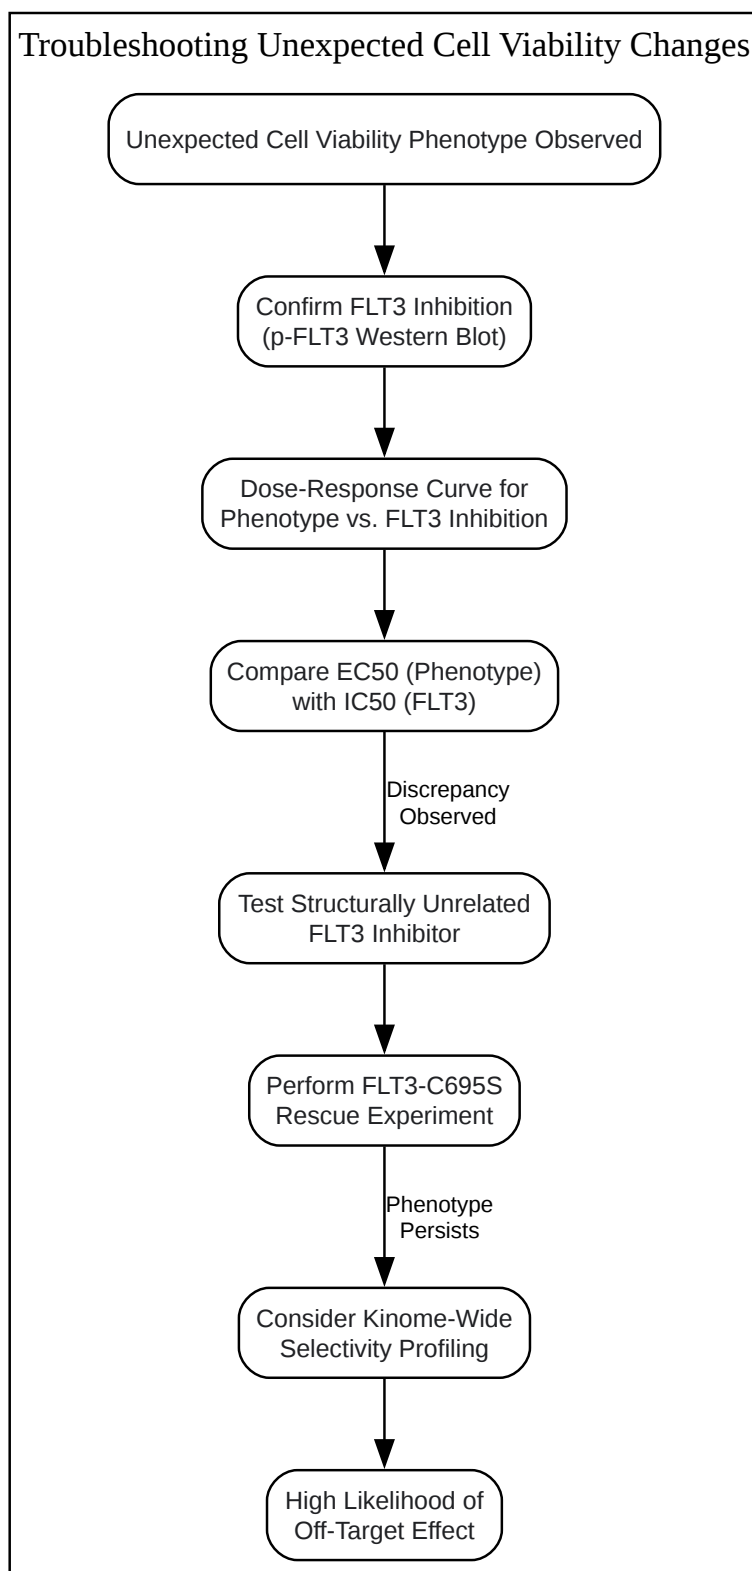 Troubleshooting Unexpected Cell Viability Changes
Unexpected Cell Viability Phenotype Observed
Confirm FLT3 Inhibition
(p-FLT3 Western Blot)
Dose-Response Curve for
Phenotype vs. FLT3 Inhibition
Compare EC50 (Phenotype)
with IC50 (FLT3)
Discrepancy
Observed
Test Structurally Unrelated
FLT3 Inhibitor
Perform FLT3-C695S
Rescue Experiment
Phenotype
Persists
Consider Kinome-Wide
Selectivity Profiling
High Likelihood of
Off-Target Effect